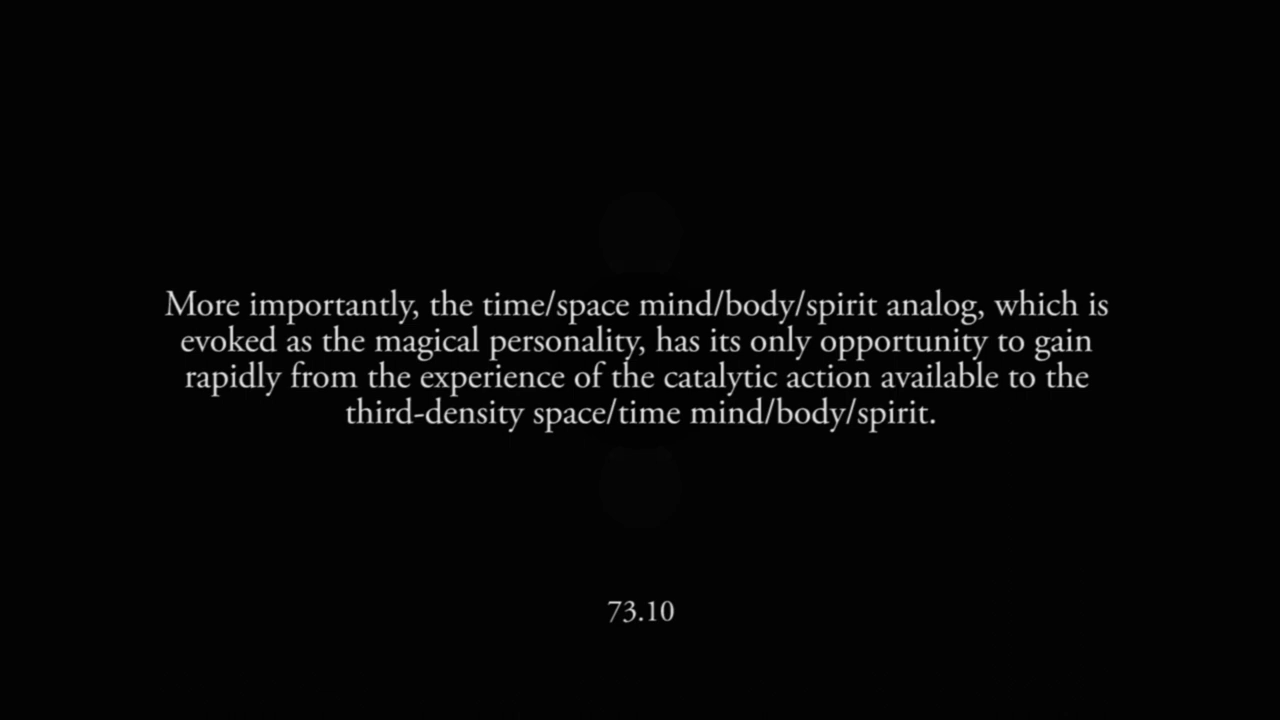 More importantly, the time/space mind/body/spirit analog, which is
evoked as the magical personality, has its only opportunity to gain
rapidly from the experience of the catalytic action available to the
third-density space/time mind/body/spirit.
73.10